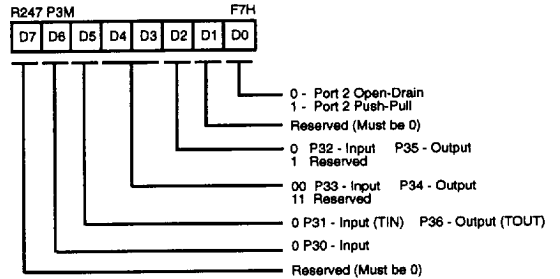 R247 P3M F7H
D7 D6 D5 D4 D3 D2 D1 D0
0 - Port 2 Open-Drain
1 - Port 2 Push-Pull
Reserved (Must be 0)
0 P32 - Input P35 - Output
1 Reserved
00 P33 - Input P34 - Output
11 Reserved
0 P31 - Input (TIN) P36 - Output (TOUT)
0 P30 - Input
Reserved (Must be 0)